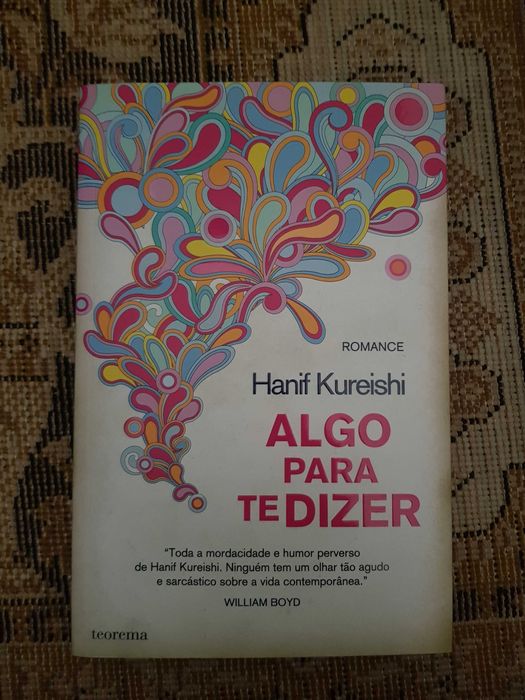 ROMANCE
Hanif Kureishi
ALGO
PARA
TE DIZER
"Toda a mordacidade e humor perverso
de Hanif Kureishi. Ninguém tem um olhar tão agudo
e sarcástico sobre a vida contemporânea."
WILLIAM BOYD
teorema